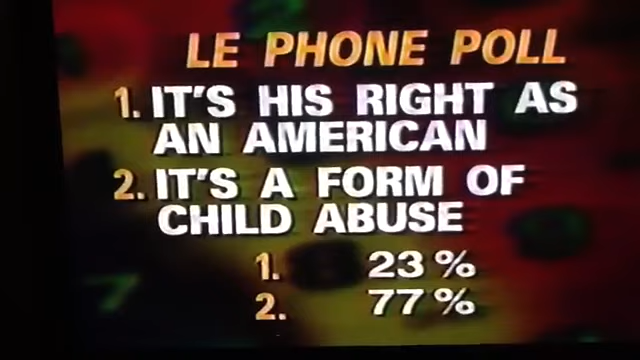 LE PHONE POLL
1. IT'S HIS RIGHT AS
AN AMERICAN
2. IT'S A FORM OF
CHILD ABUSE
1. 23%
2. 77%
7